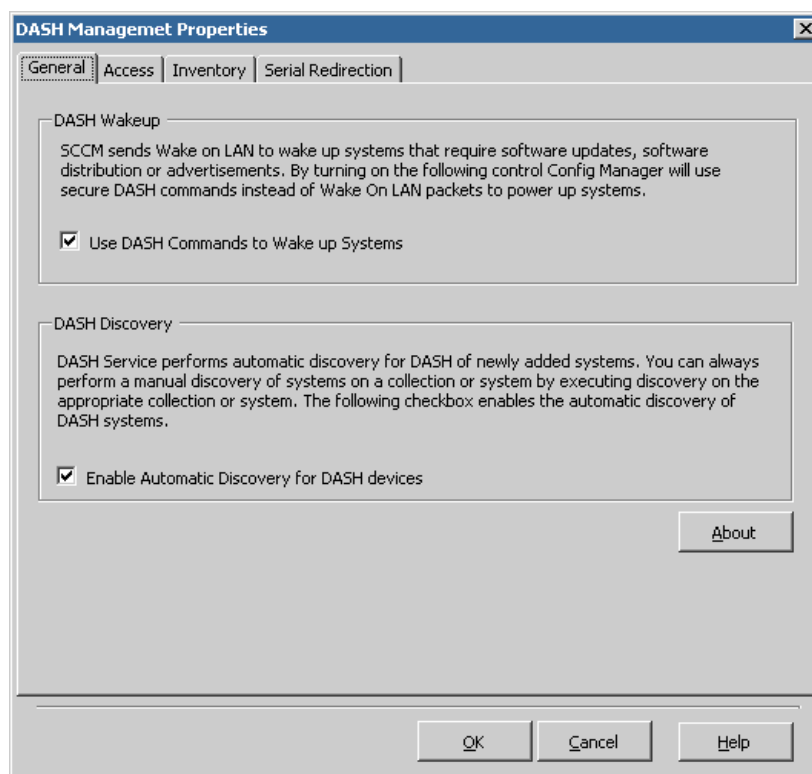 DASH Managemet Properties
General Access Inventory Serial Redirection
DASH Wakeup
SCCM sends Wake on LAN to wake up systems that require software updates, software
distribution or advertisements. By turning on the following control Config Manager will use
secure DASH commands instead of Wake On LAN packets to power up systems.
Use DASH Commands to Wake up Systems
DASH Discovery
DASH Service performs automatic discovery for DASH of newly added systems. You can always
perform a manual discovery of systems on a collection or system by executing discovery on the
appropriate collection or system. The following checkbox enables the automatic discovery of
DASH systems.
Enable Automatic Discovery for DASH devices
About
OK Cancel Help